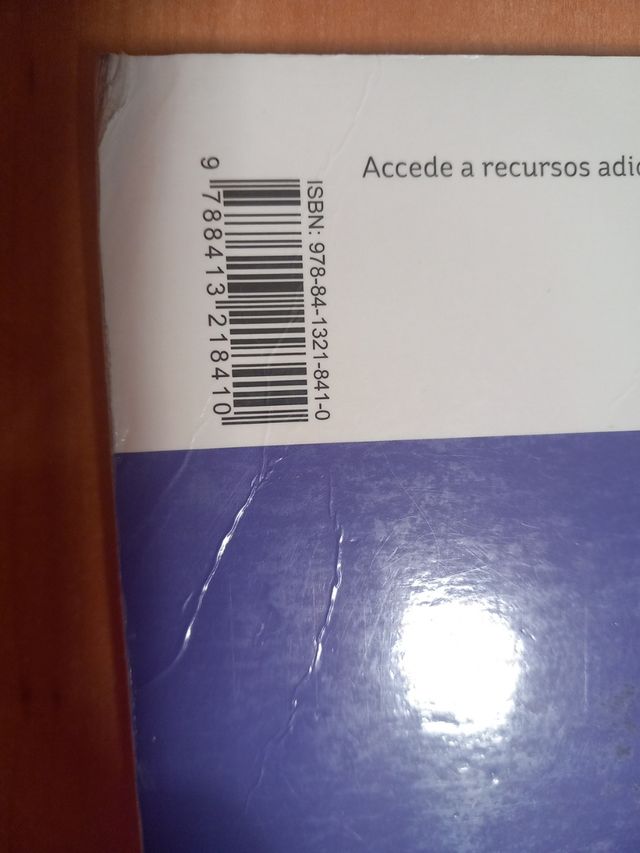 Accede a recursos adic
ISBN: 978-84-1321-841-0
9 788413 218410